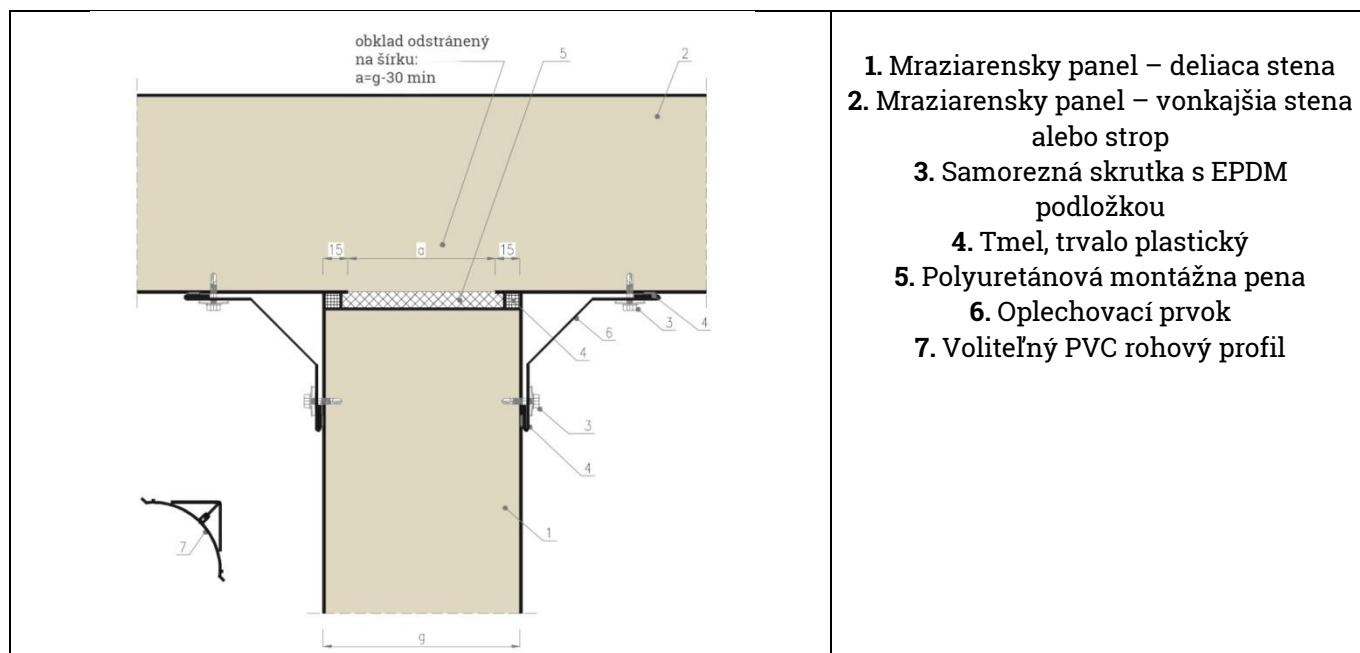 obklad odstránený
na šírku:
a=g-30 min
5
2
15
a
15
4
3
6
4
3
4
1
7
g
1. Mraziarensky panel – deliaca stena
2. Mraziarensky panel – vonkajšia stena
alebo strop
3. Samorezná skrutka s EPDM
podložkou
4. Tmel, trvalo plastický
5. Polyuretánová montážna pena
6. Oplechovací prvok
7. Voliteľný PVC rohový profil